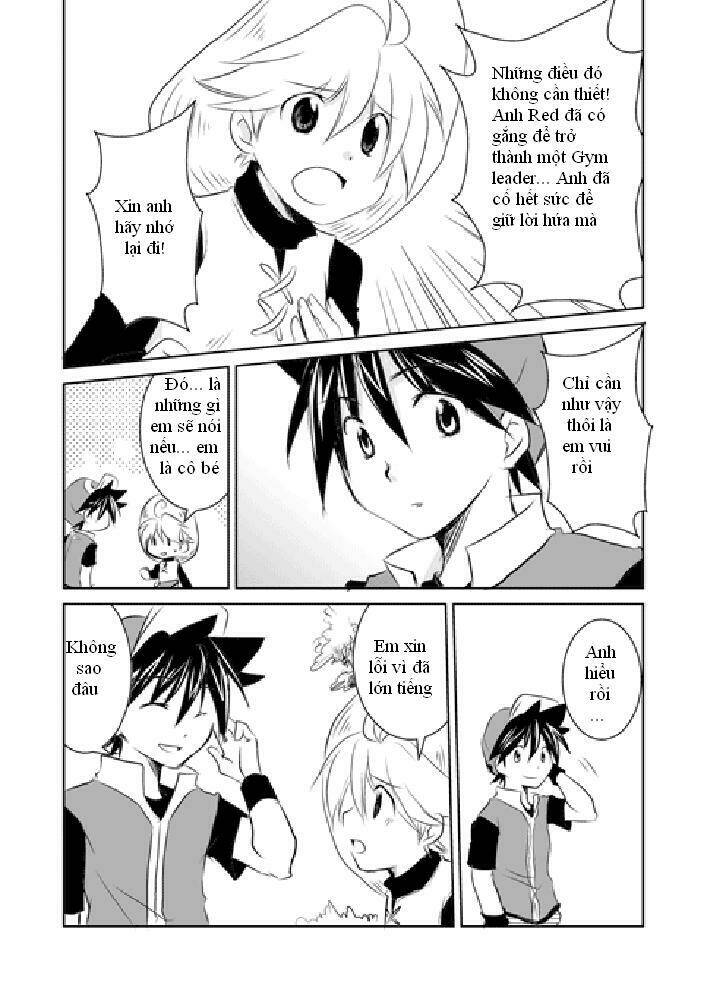 Những điều đó
không cần thiết!
Anh Red đã cố
gắng để trở
thành một Gym
leader... Anh đã
cố hết sức để
giữ lời hứa mà
Xin anh
hãy nhớ
lại đi!
Chỉ cần
như vậy
thôi là
em vui
rồi
Đó... là
những gì
em sẽ nói
nếu... em
là cô bé
Anh
hiểu
rồi
...
Em xin
lỗi vì đã
lớn tiếng
Không
sao
đâu